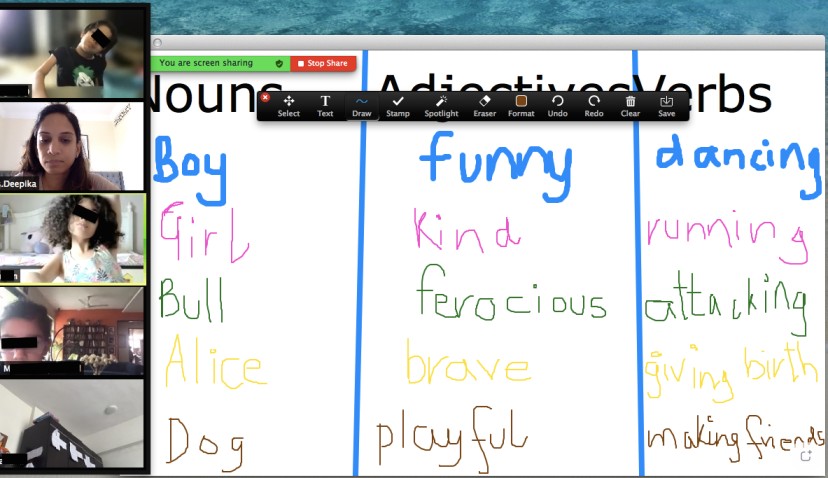 You are screen sharing Stop Share
Nouns Adjectives Verbs
Select Text Draw Stamp Spotlight Eraser Format Undo Redo Clear Save
Boy funny dancing
.Deepika
Girl Kind running
Bull ferocious attacking
Alice brave giving birth
M
Dog playful making friends